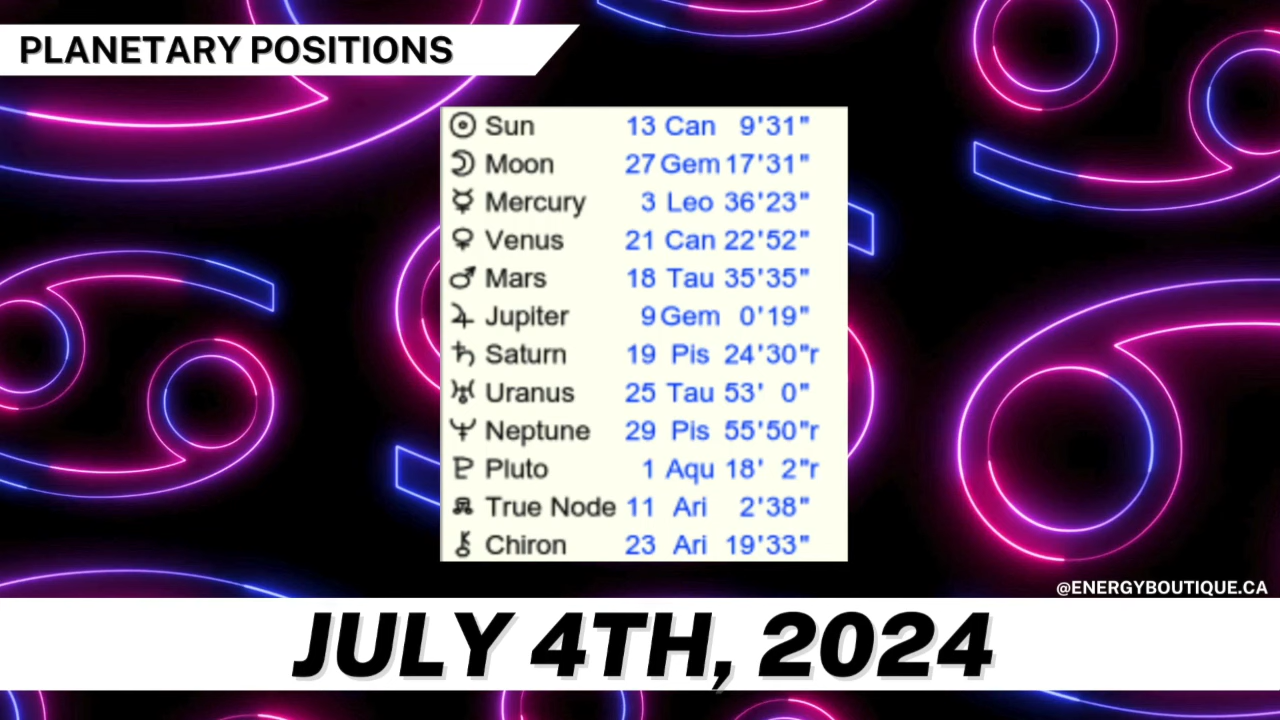 PLANETARY POSITIONS
☉ Sun 13 Can 9'31"
☽ Moon 27 Gem 17'31"
☿ Mercury 3 Leo 36'23"
♀ Venus 21 Can 22'52"
♂ Mars 18 Tau 35'35"
♃ Jupiter 9 Gem 0'19"
♄ Saturn 19 Pis 24'30"r
♅ Uranus 25 Tau 53' 0"
♆ Neptune 29 Pis 55'50"r
♇ Pluto 1 Aqu 18' 2"r
☊ True Node 11 Ari 2'38"
⚷ Chiron 23 Ari 19'33"
@ENERGYBOUTIQUE.CA
JULY 4TH, 2024